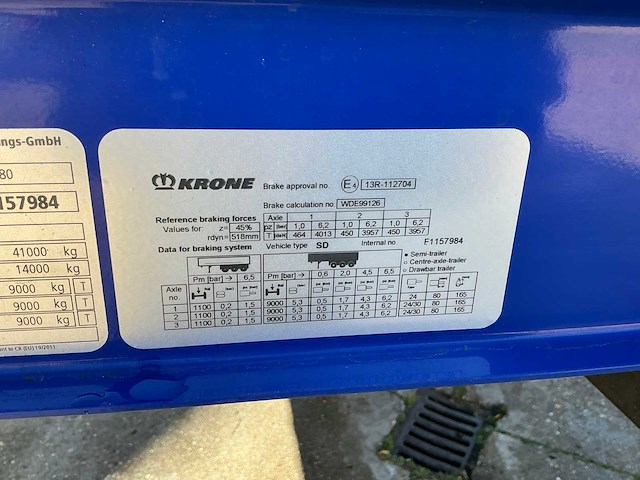 ngs-GmbH
80
157984
41000 kg
14000 kg
9000 kg T
9000 kg T
9000 kg
nt to CR (EU) 19/2011
KRONE
Brake approval no. E4 13R-112704
Brake calculation no: WDE99126
Reference braking forces
Values for: z= 45%
rdyn= 518mm
Axle 1 2 3
pz [bar] 1,0 6,2 1,0 6,2 1,0 6,2
T [daN] 464 4013 450 3957 450 3957
Data for braking system
Vehicle type SD Internal no F1157984
Semi-trailer
Centre-axle-trailer
Drawbar trailer
Pm [bar] → 6,5 Pm [bar] → 0,6 2,0 4,5 6,5
Axle no.
1 1100 0,2 1,5 9000 5,3 0,5 1,7 4,3 6,2 24 80 165
2 1100 0,2 1,5 9000 5,3 0,5 1,7 4,3 6,2 24/30 80 165
3 1100 0,2 1,5 9000 5,3 0,5 1,7 4,3 6,2 24/30 80 165